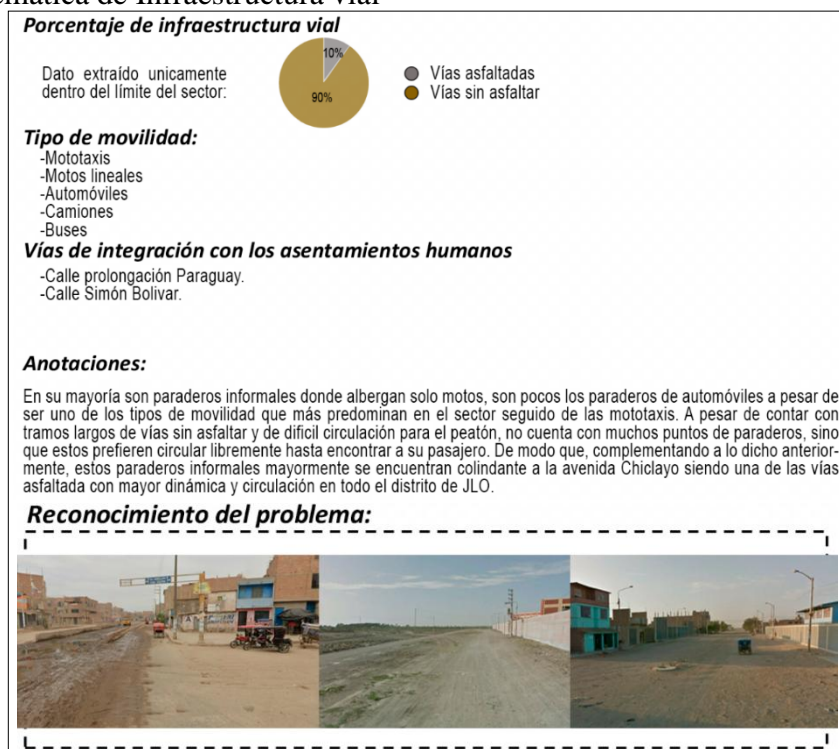 emática de Infraestructura vial
Porcentaje de infraestructura vial
Dato extraído unicamente
dentro del límite del sector:
10%
90%
Vías asfaltadas
Vías sin asfaltar
Tipo de movilidad:
-Mototaxis
-Motos lineales
-Automóviles
-Camiones
-Buses
Vías de integración con los asentamientos humanos
-Calle prolongación Paraguay.
-Calle Simón Bolivar.
Anotaciones:
En su mayoría son paraderos informales donde albergan solo motos, son pocos los paraderos de automóviles a pesar de
ser uno de los tipos de movilidad que más predominan en el sector seguido de las mototaxis. A pesar de contar con
tramos largos de vías sin asfaltar y de dificil circulación para el peatón, no cuenta con muchos puntos de paraderos, sino
que estos prefieren circular libremente hasta encontrar a su pasajero. De modo que, complementando a lo dicho anterior-
mente, estos paraderos informales mayormente se encuentran colindante a la avenida Chiclayo siendo una de las vías
asfaltada con mayor dinámica y circulación en todo el distrito de JLO.
Reconocimiento del problema: